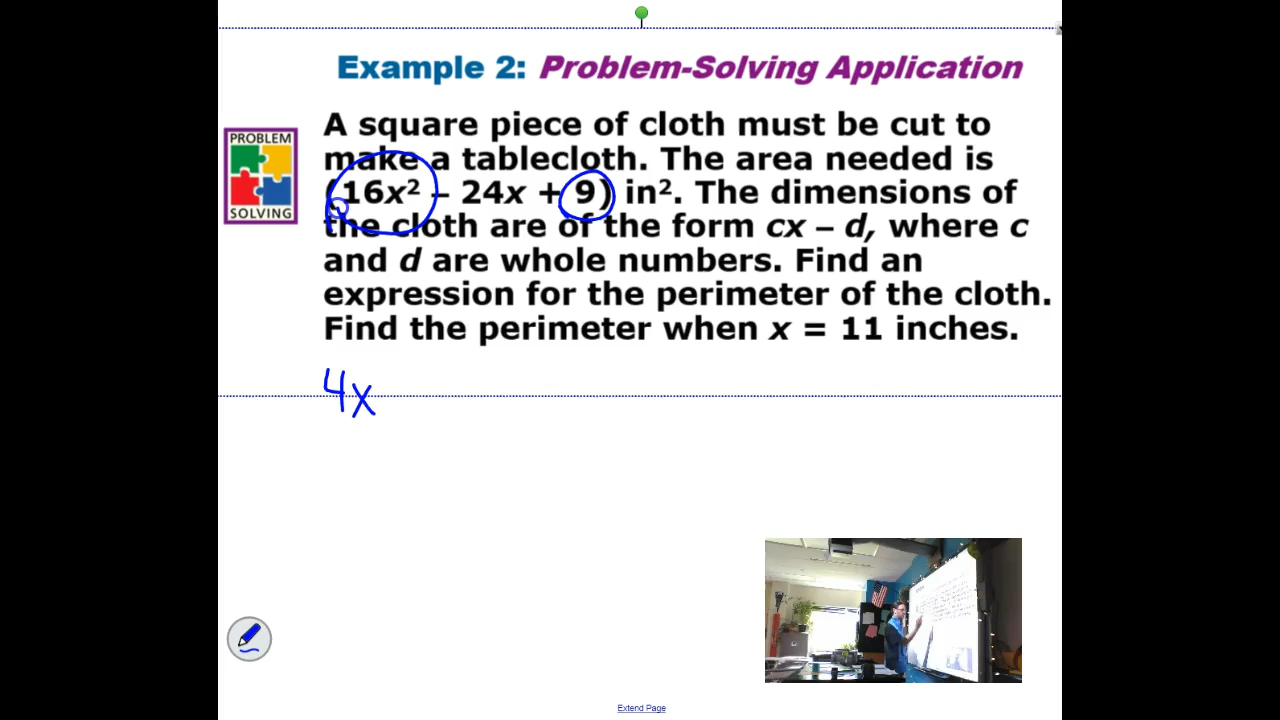 Example 2: Problem-Solving Application
PROBLEM
SOLVING
A square piece of cloth must be cut to
make a tablecloth. The area needed is
(16x² – 24x + 9) in². The dimensions of
the cloth are of the form cx – d, where c
and d are whole numbers. Find an
expression for the perimeter of the cloth.
Find the perimeter when x = 11 inches.
4x
Extend Page